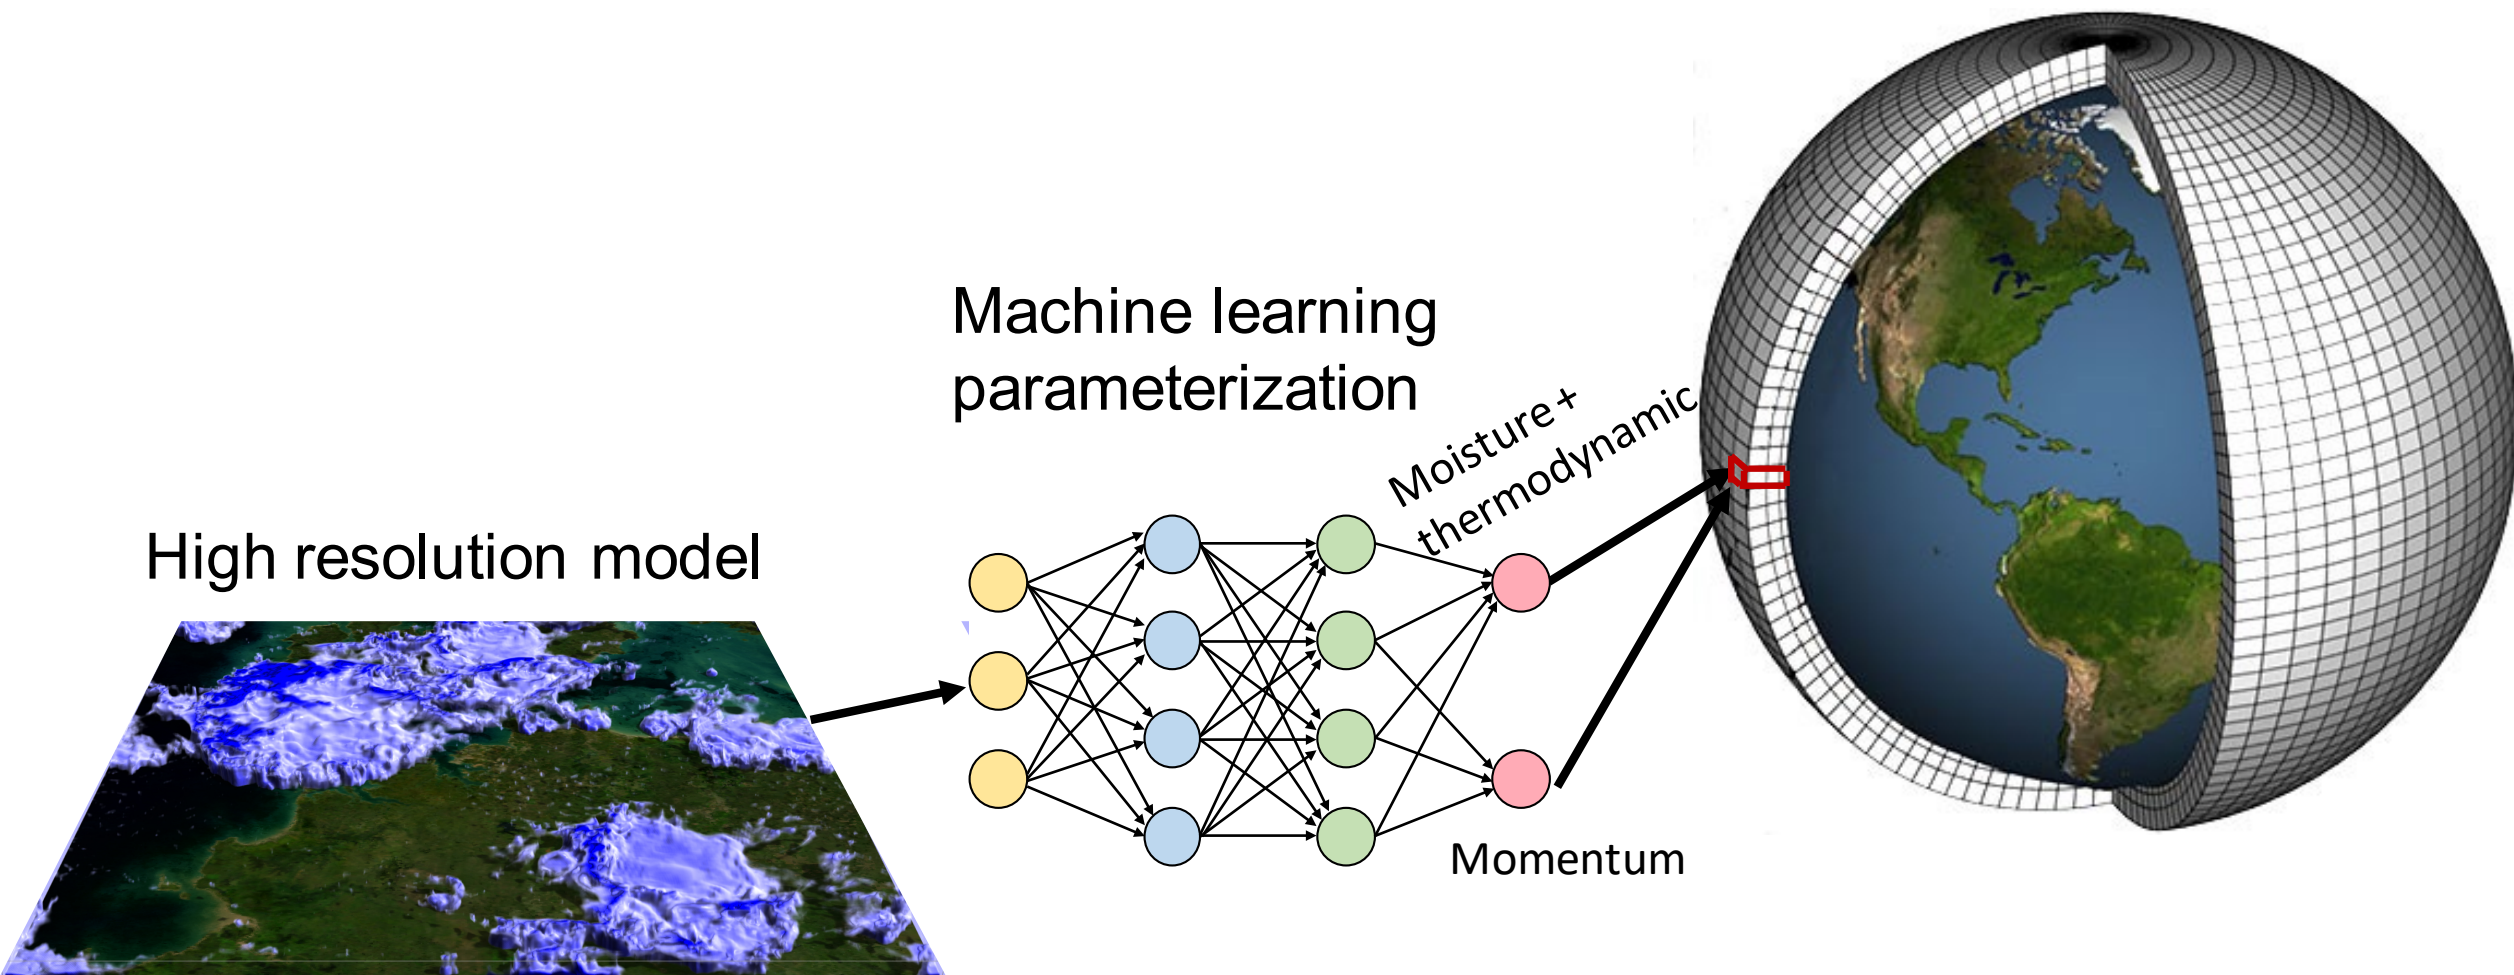 High resolution model
Machine learning
parameterization
Moisture+
thermodynamic
Momentum